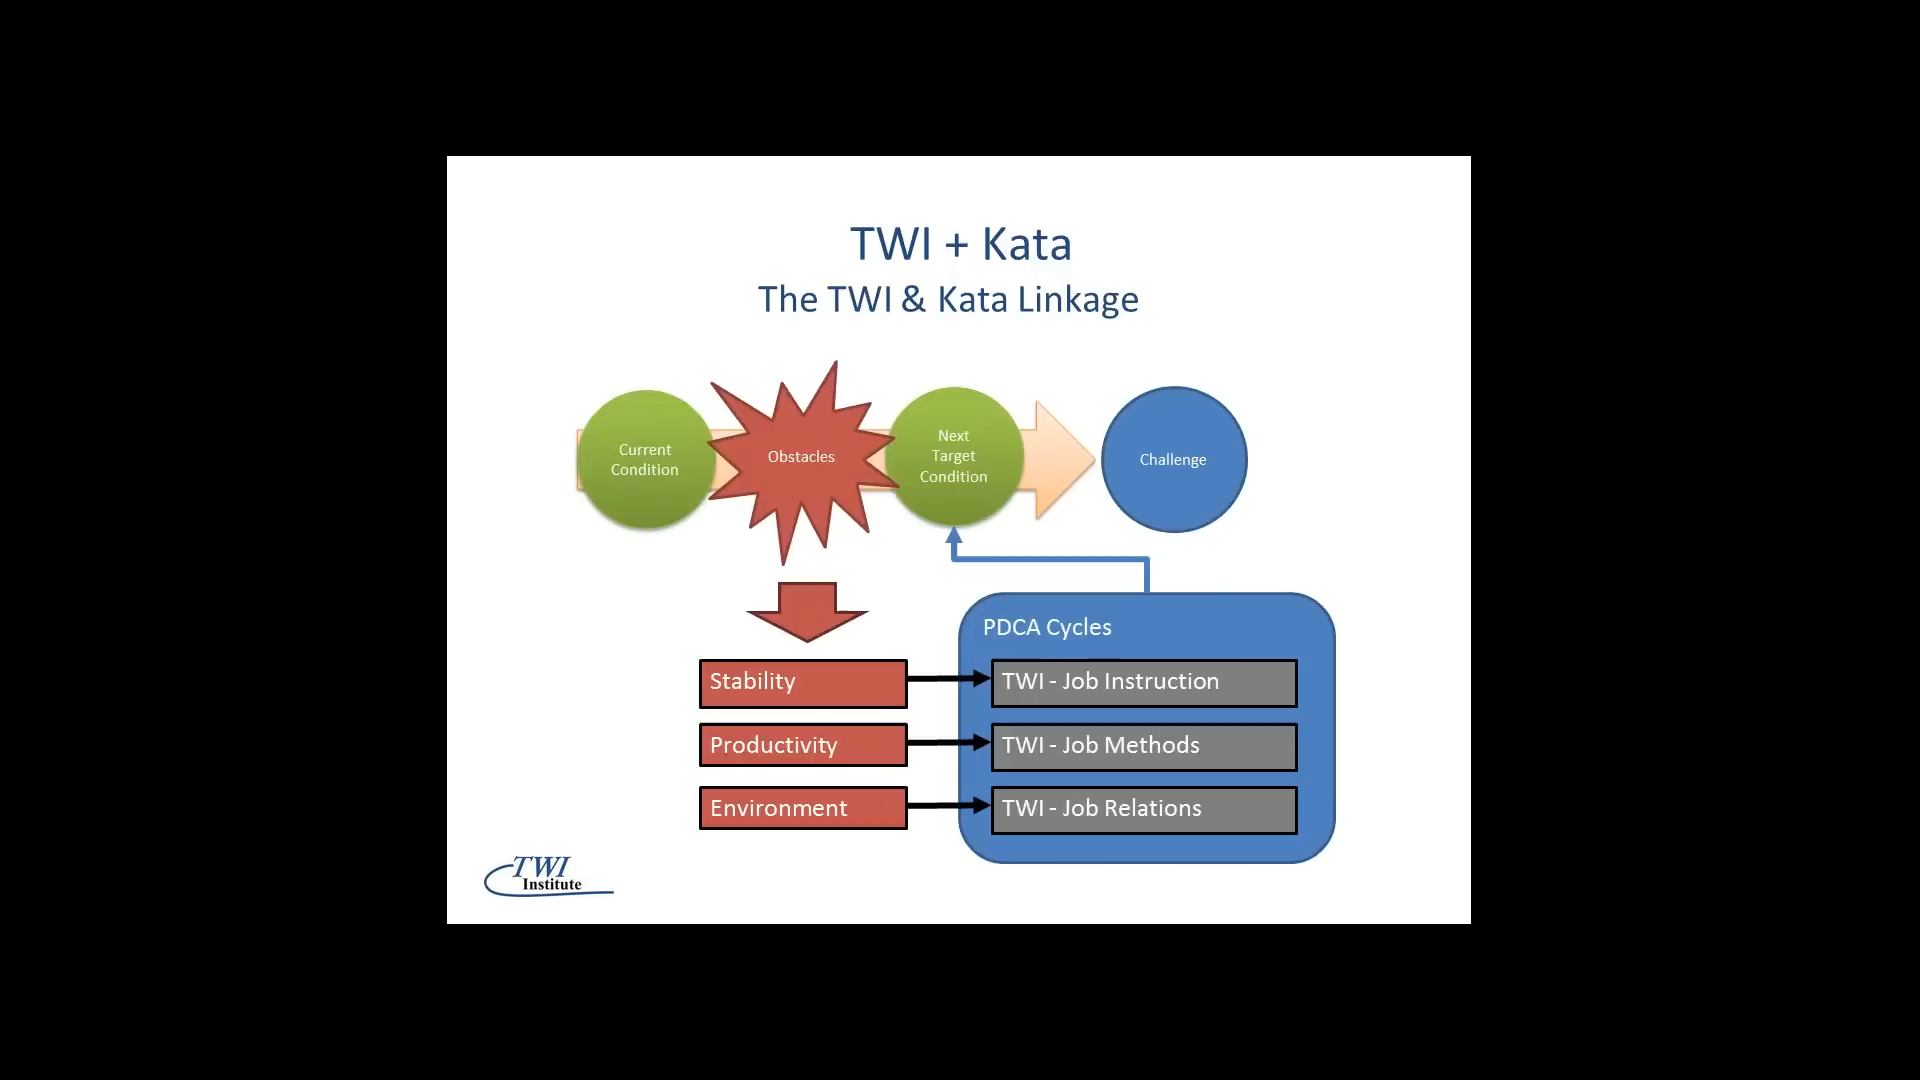 TWI + Kata
The TWI & Kata Linkage
Current
Condition
Obstacles
Next
Target
Condition
Challenge
PDCA Cycles
Stability
TWI - Job Instruction
Productivity
TWI - Job Methods
Environment
TWI - Job Relations
TWI
Institute